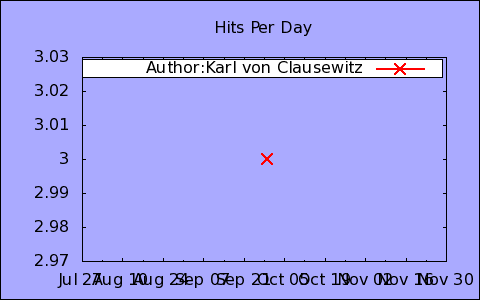 Hits Per Day
3.03
Author:Karl von Clausewitz
3.02
3.01
3
2.99
2.98
2.97
Jul 27 Aug 10 Aug 24 Sep 07 Sep 21 Oct 05 Oct 19 Nov 02 Nov 16 Nov 30